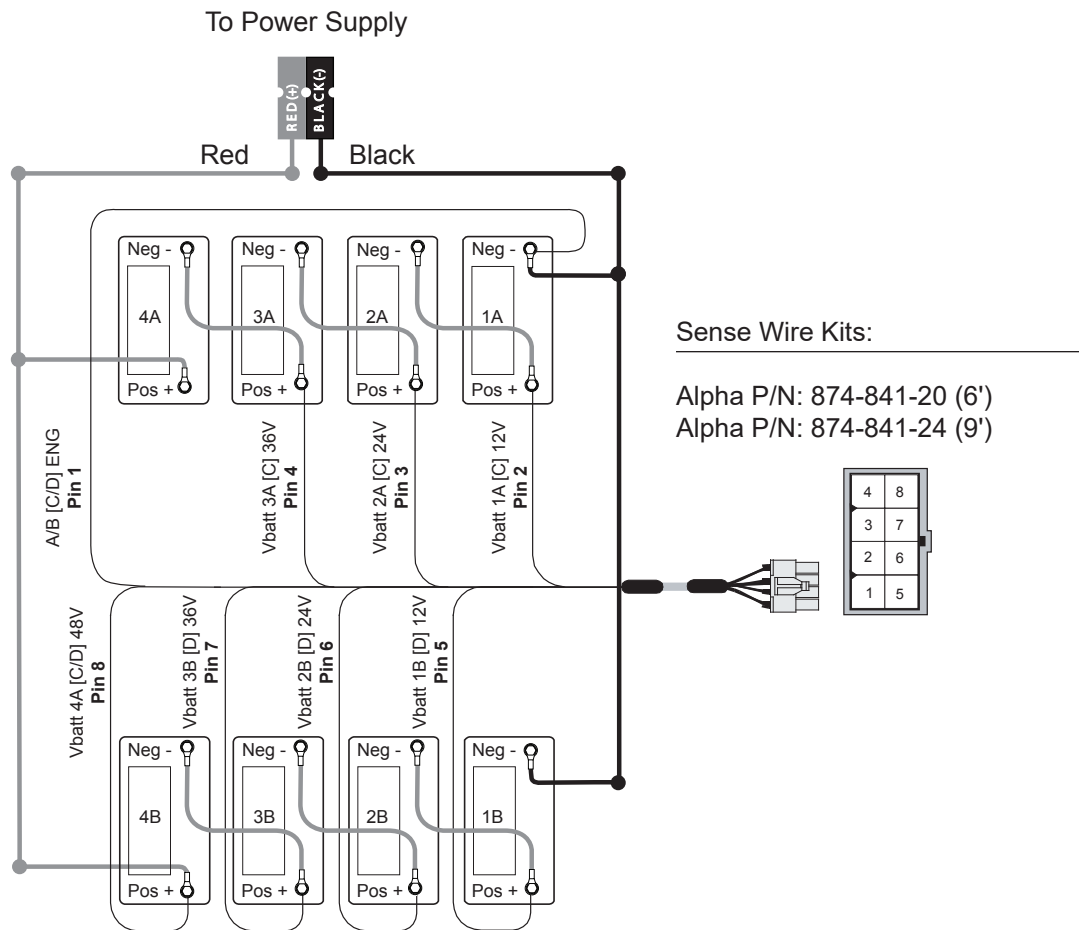 To Power Supply
RED(+)
BLACK(-)
Red
Black
Neg -
Neg -
Neg -
Neg -
4A
3A
2A
1A
Pos +
Pos +
Pos +
Pos +
Sense Wire Kits:
Alpha P/N: 874-841-20 (6')
Alpha P/N: 874-841-24 (9')
A/B [C/D] ENG
Pin 1
Vbatt 3A [C] 36V
Pin 4
Vbatt 2A [C] 24V
Pin 3
Vbatt 1A [C] 12V
Pin 2
4 8
3 7
2 6
1 5
Vbatt 4A [C/D] 48V
Pin 8
Vbatt 3B [D] 36V
Pin 7
Vbatt 2B [D] 24V
Pin 6
Vbatt 1B [D] 12V
Pin 5
Neg -
Neg -
Neg -
Neg -
4B
3B
2B
1B
Pos +
Pos +
Pos +
Pos +